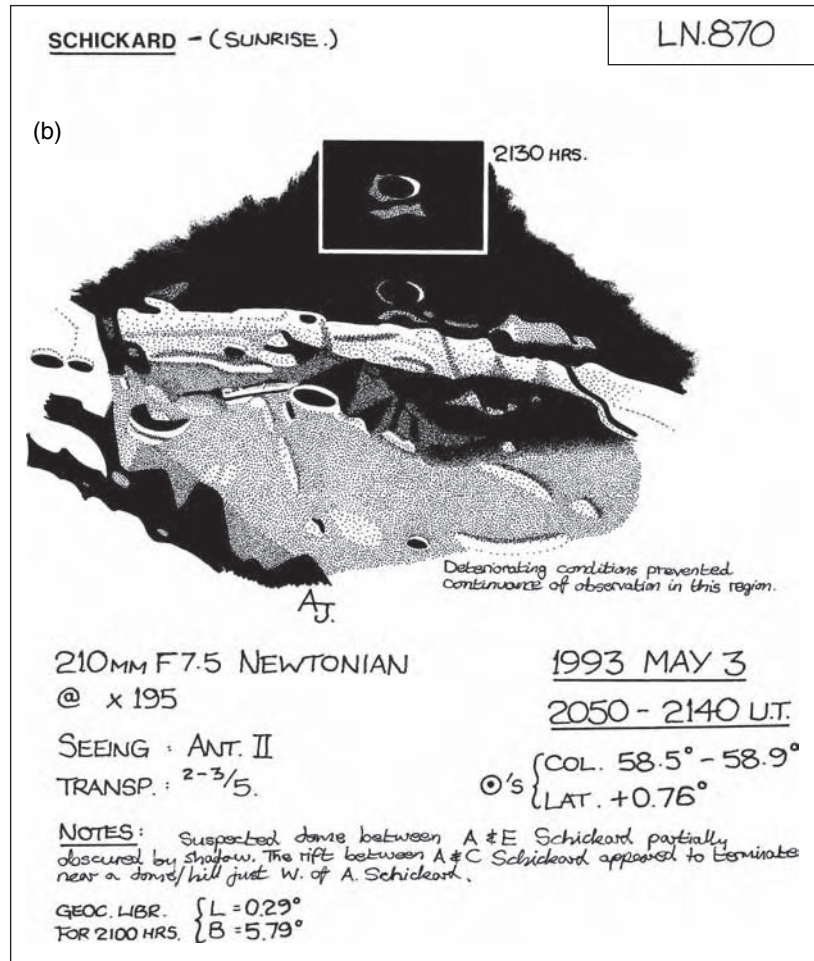 SCHICKARD - (SUNRISE.)
LN.870
(b)
2130 HRS.
Deteriorating conditions prevented
continuance of observation in this region.
AJ.
210MM F7.5 NEWTONIAN
@ x 195
SEEING : ANT. II
TRANSP. : 2-3/5.
1993 MAY 3
2050 - 2140 U.T.
☉'s { COL. 58.5° - 58.9°
LAT. +0.76°
NOTES: Suspected dome between A & E Schickard partially
obscured by shadow. The rift between A & C Schickard appeared to terminate
near a dome/hill just W. of A. Schickard.
GEOC. LIBR. { L = 0.29°
FOR 2100 HRS. { B = 5.79°